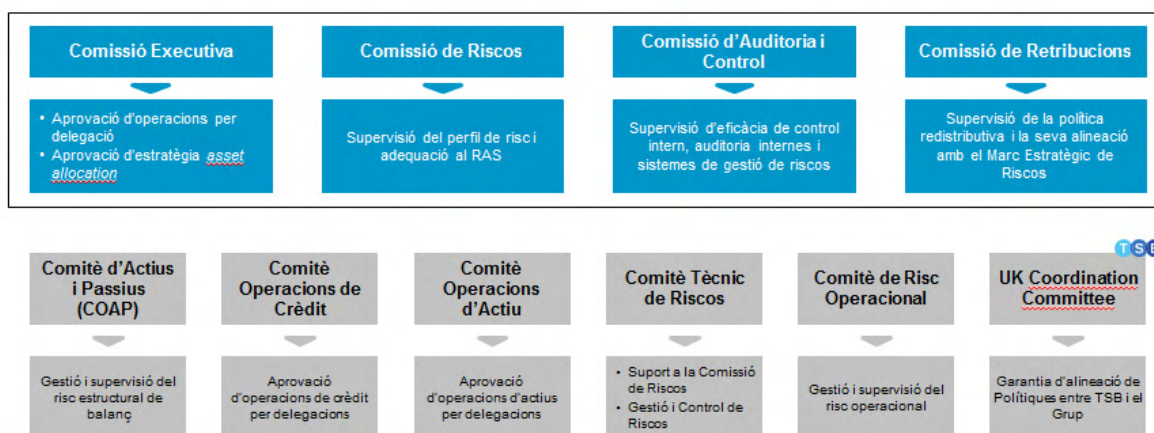 Comissió Executiva
• Aprovació d'operacions per
delegació
• Aprovació d'estratègia asset
allocation
Comissió de Riscos
Supervisió del perfil de risc i
adequació al RAS
Comissió d'Auditoria i
Control
Supervisió d'eficàcia de control
intern, auditoria internes i
sistemes de gestió de riscos
Comissió de Retribucions
Supervisió de la política
redistributiva i la seva alineació
amb el Marc Estratègic de
Riscos
Comitè d'Actius
i Passius
(COAP)
Gestió i supervisió del
risc estructural de
balanç
Comitè
Operacions de
Crèdit
Aprovació
d'operacions de crèdit
per delegacions
Comitè
Operacions
d'Actiu
Aprovació
d'operacions d'actius
per delegacions
Comitè Tècnic
de Riscos
• Suport a la Comissió
de Riscos
• Gestió i Control de
Riscos
Comitè de Risc
Operacional
Gestió i supervisió del
risc operacional
TSB
UK Coordination
Committee
Garantia d'alineació de
Polítiques entre TSB i el
Grup